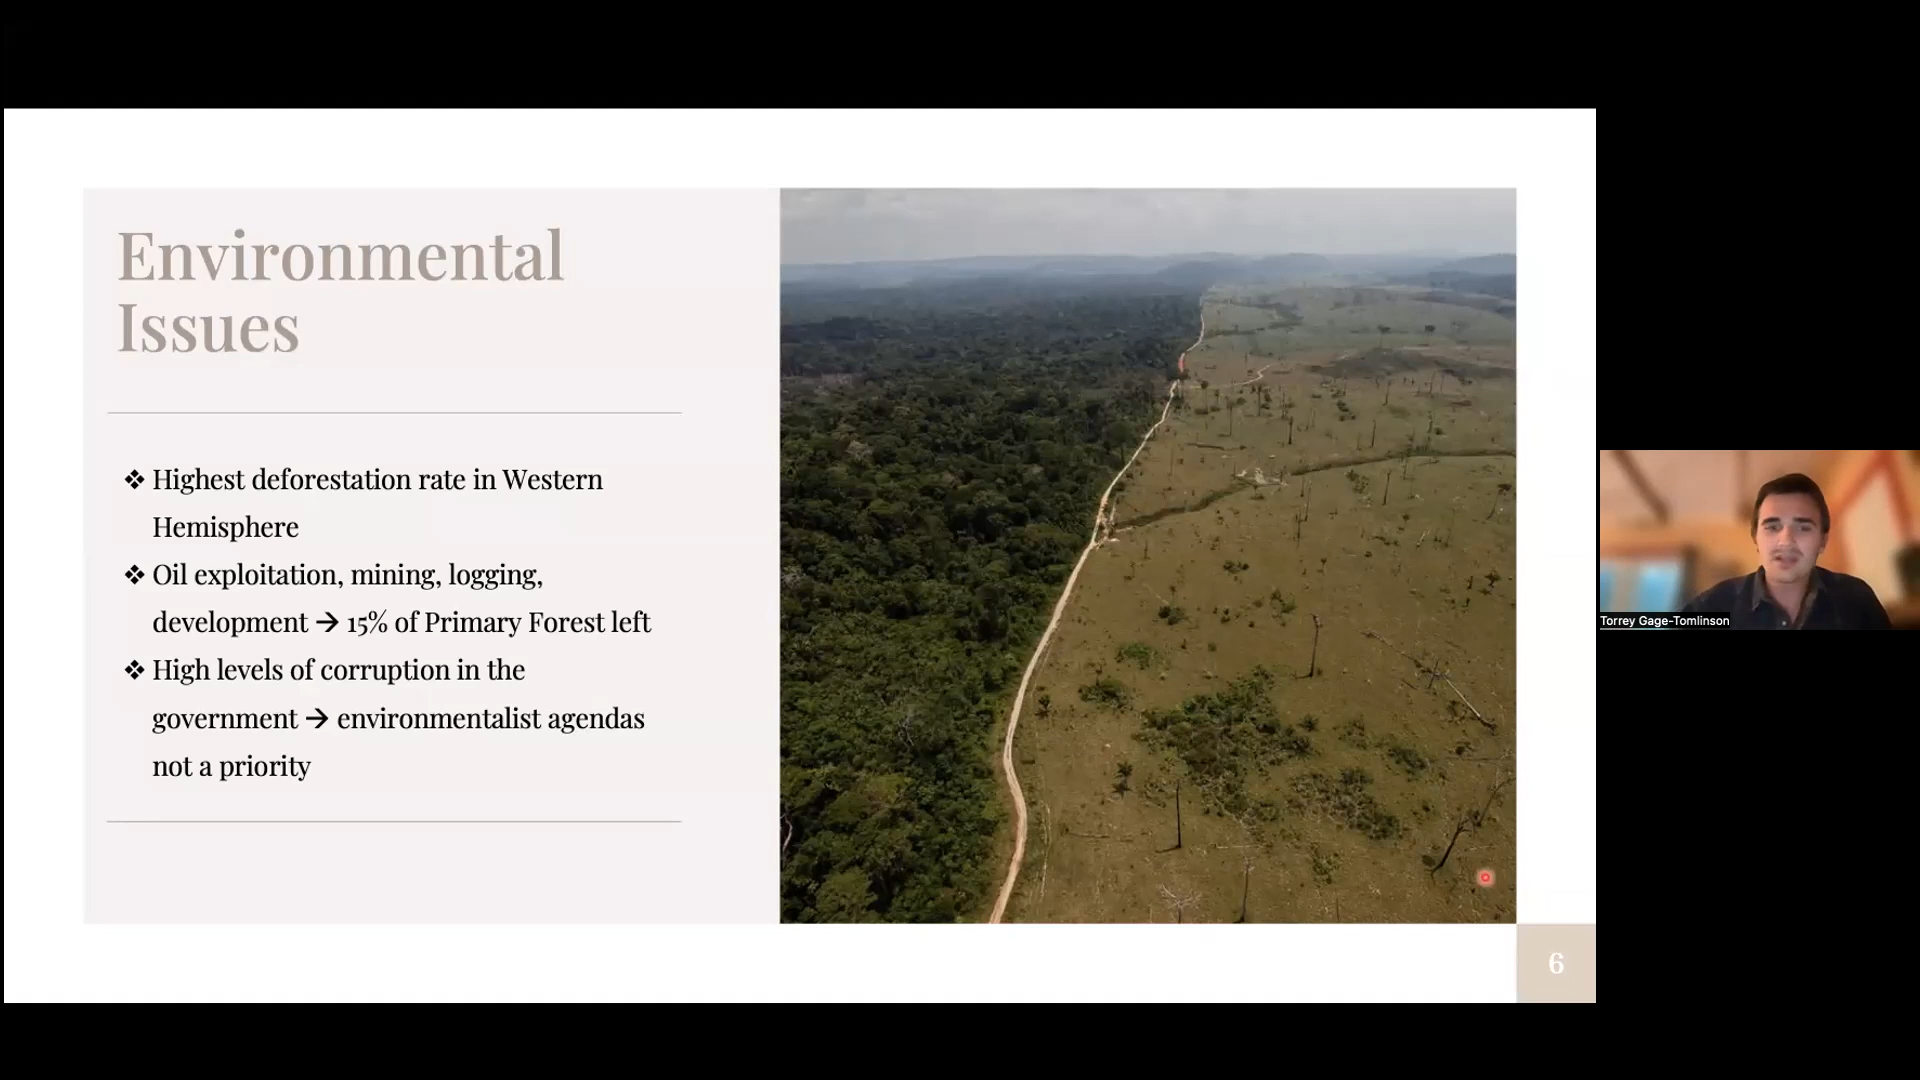 Environmental
Issues
❖ Highest deforestation rate in Western
Hemisphere
❖ Oil exploitation, mining, logging,
development → 15% of Primary Forest left
❖ High levels of corruption in the
government → environmentalist agendas
not a priority
6
Torrey Gage-Tomlinson